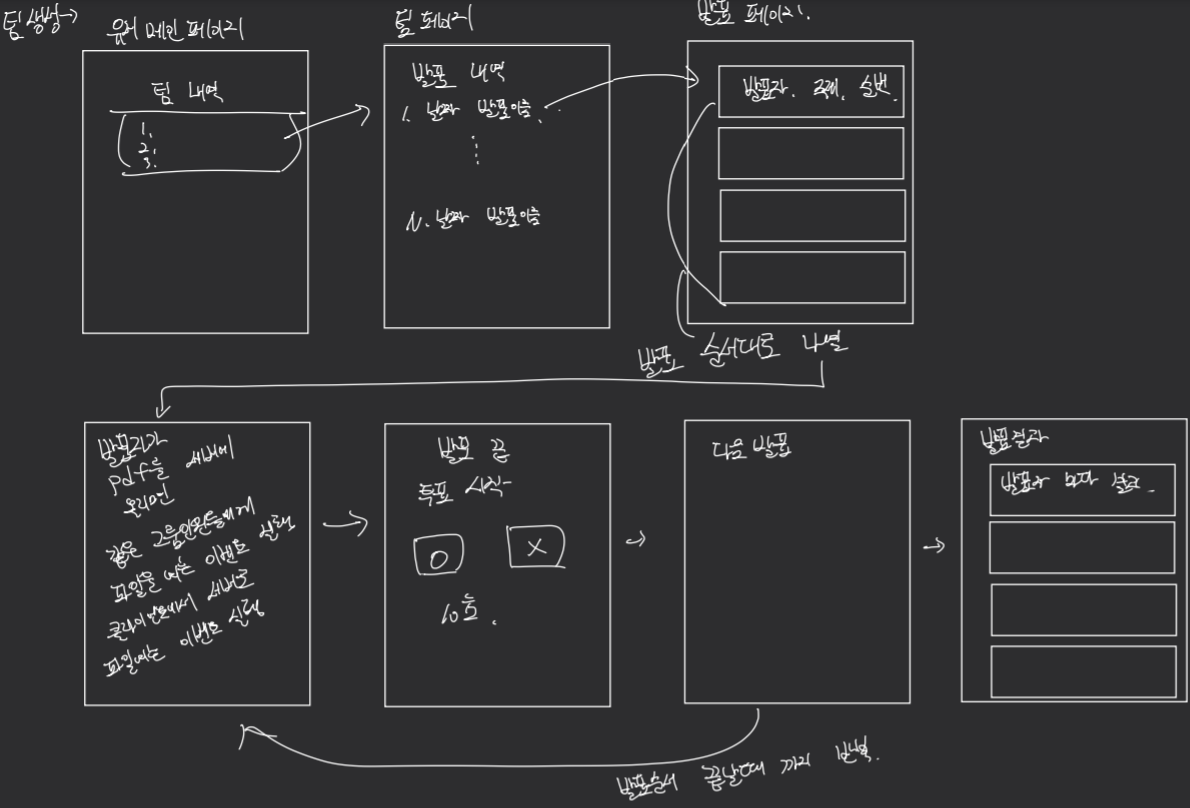 팀 생성→
유저 메인 페이지
팀 내역
1.
2.
3.
팀 페이지
발표 내역
1. 날짜 발표이름
N. 날짜 발표이름
발표 페이지.
발표자. 주제. 순번.
발표 순서대로 나열
발표자가
pdf를 서버에
올리면
같은 그룹인원들에게
파일을 여는 이벤트 실행
클라이언트에서 서버로
파일여는 이벤트 실행
발표 끝
투표 시작
O X
10초.
다음 발표
발표결과
발표자
발표순서 끝날때 까지 반복.